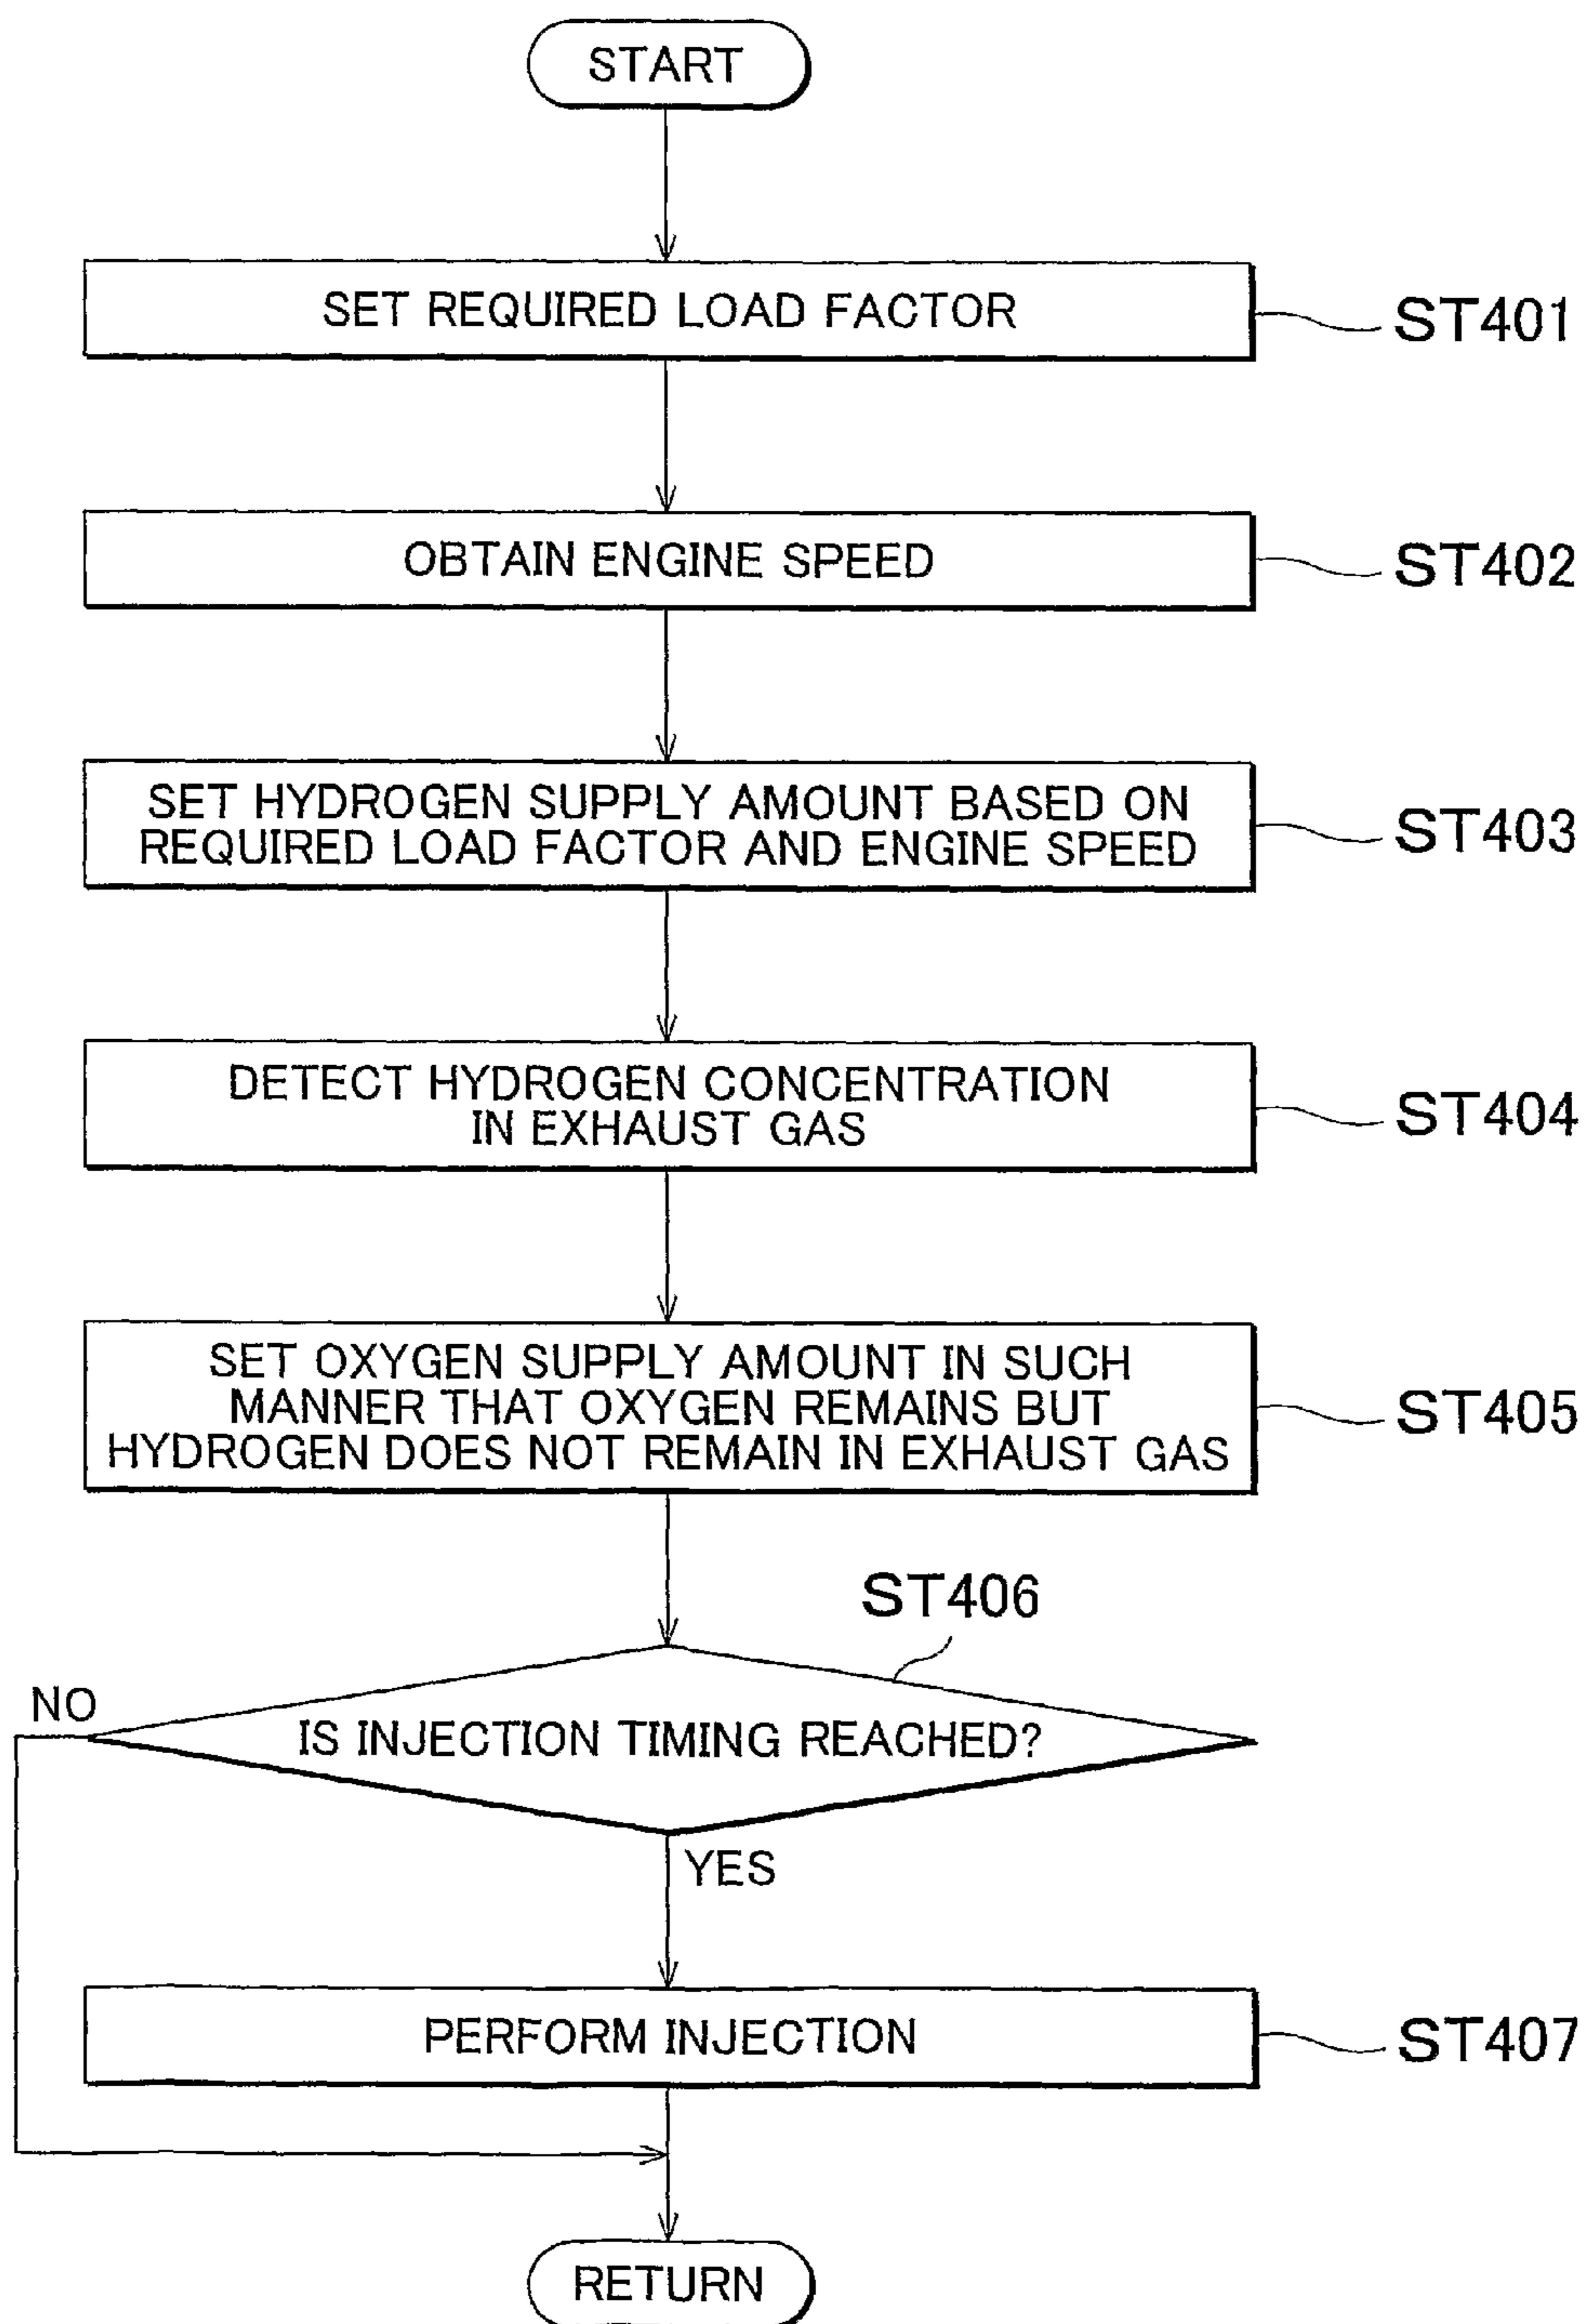 START
SET REQUIRED LOAD FACTOR
ST401
OBTAIN ENGINE SPEED
ST402
SET HYDROGEN SUPPLY AMOUNT BASED ON
REQUIRED LOAD FACTOR AND ENGINE SPEED
ST403
DETECT HYDROGEN CONCENTRATION
IN EXHAUST GAS
ST404
SET OXYGEN SUPPLY AMOUNT IN SUCH
MANNER THAT OXYGEN REMAINS BUT
HYDROGEN DOES NOT REMAIN IN EXHAUST GAS
ST405
ST406
NO
IS INJECTION TIMING REACHED?
YES
PERFORM INJECTION
ST407
RETURN